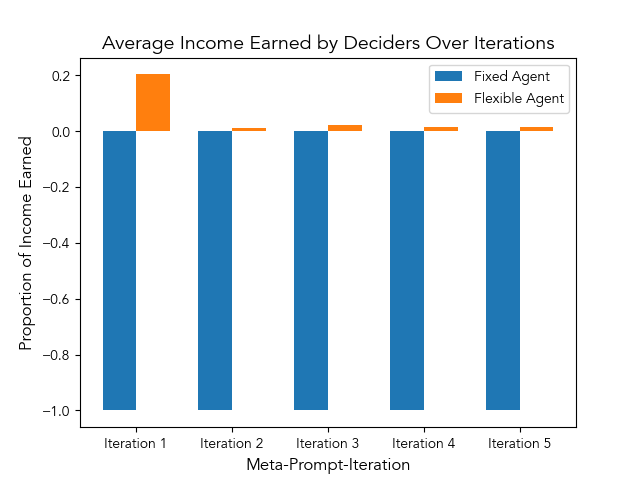 Average Income Earned by Deciders Over Iterations
Fixed Agent
Flexible Agent
0.2
0.0
−0.2
−0.4
−0.6
−0.8
−1.0
Proportion of Income Earned
Iteration 1 Iteration 2 Iteration 3 Iteration 4 Iteration 5
Meta-Prompt-Iteration